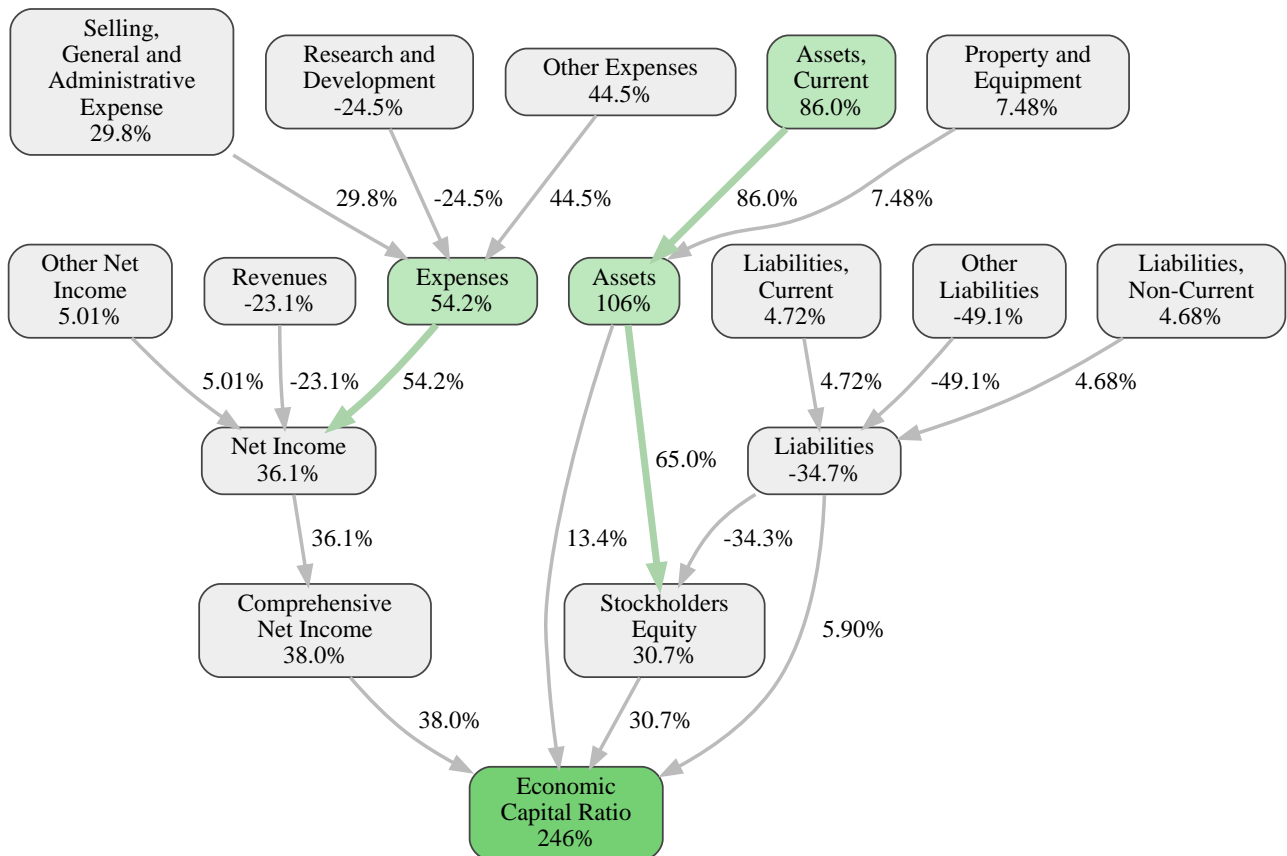 Selling,
General and
Administrative
Expense
29.8%
Research and
Development
-24.5%
Other Expenses
44.5%
Assets,
Current
86.0%
Property and
Equipment
7.48%
29.8%
-24.5%
44.5%
86.0%
7.48%
Other Net
Income
5.01%
Revenues
-23.1%
Expenses
54.2%
Assets
106%
Liabilities,
Current
4.72%
Other
Liabilities
-49.1%
Liabilities,
Non-Current
4.68%
5.01%
-23.1%
54.2%
4.72%
-49.1%
4.68%
Net Income
36.1%
65.0%
Liabilities
-34.7%
36.1%
13.4%
-34.3%
Comprehensive
Net Income
38.0%
Stockholders
Equity
30.7%
5.90%
38.0%
30.7%
Economic
Capital Ratio
246%